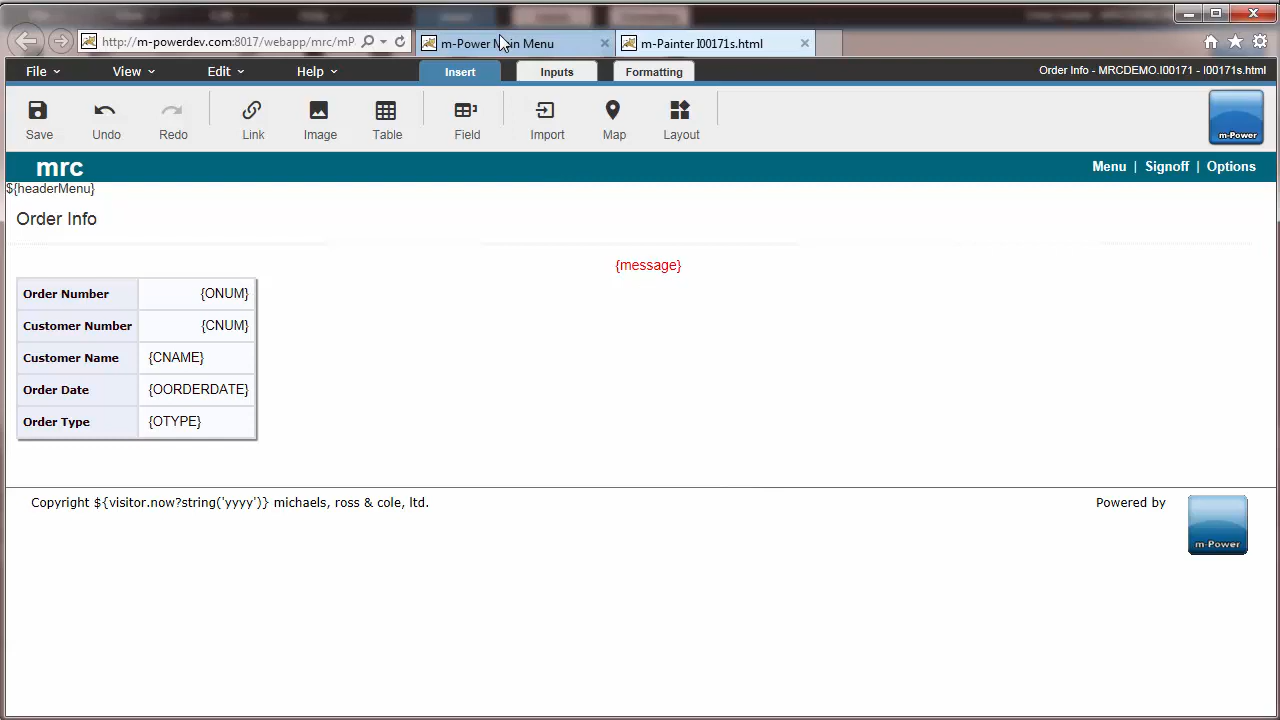 http://m-powerdev.com:8017/webapp/mrc/mP
m-Power Main Menu
m-Painter I00171s.html
File
View
Edit
Help
Insert
Inputs
Formatting
Order Info - MRCDEMO.I00171 - I00171s.html
Save
Undo
Redo
Link
Image
Table
Field
Import
Map
Layout
m-Power
mrc
Menu | Signoff | Options
${headerMenu}
Order Info
{message}
Order Number {ONUM}
Customer Number {CNUM}
Customer Name {CNAME}
Order Date {OORDERDATE}
Order Type {OTYPE}
Copyright ${visitor.now?string('yyyy')} michaels, ross & cole, ltd.
Powered by
m-Power